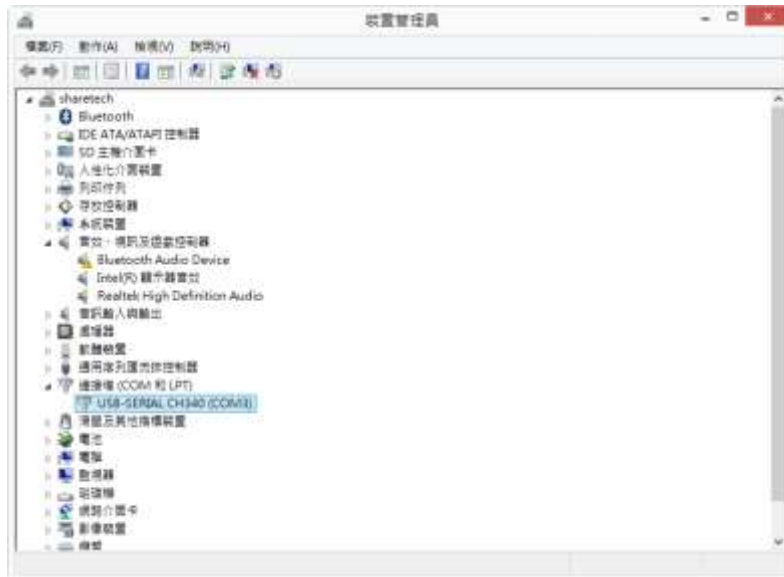 裝置管理員
檔案(F) 動作(A) 檢視(V) 說明(H)
sharetech
Bluetooth
IDE ATA/ATAPI 控制器
SD 主機介面卡
人性化介面裝置
列印佇列
存放控制器
系統裝置
音效、視訊及遊戲控制器
Bluetooth Audio Device
Intel(R) 顯示器音效
Realtek High Definition Audio
音訊輸入與輸出
處理器
軟體裝置
通用序列匯流排控制器
連接埠 (COM 和 LPT)
USB-SERIAL CH340 (COM3)
滑鼠及其他指標裝置
電池
電腦
監視器
磁碟機
網路介面卡
影像裝置